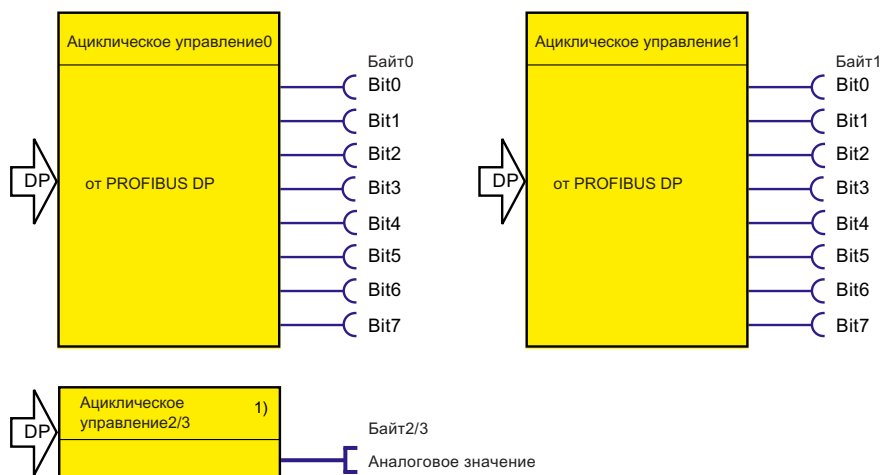 Ациклическое управление0
Байт0
Bit0
Bit1
Bit2
Bit3
Bit4
Bit5
Bit6
Bit7
DP
от PROFIBUS DP
Ациклическое управление1
Байт1
Bit0
Bit1
Bit2
Bit3
Bit4
Bit5
Bit6
Bit7
DP
от PROFIBUS DP
DP
Ациклическое 1)
управление2/3
Байт2/3
Аналоговое значение